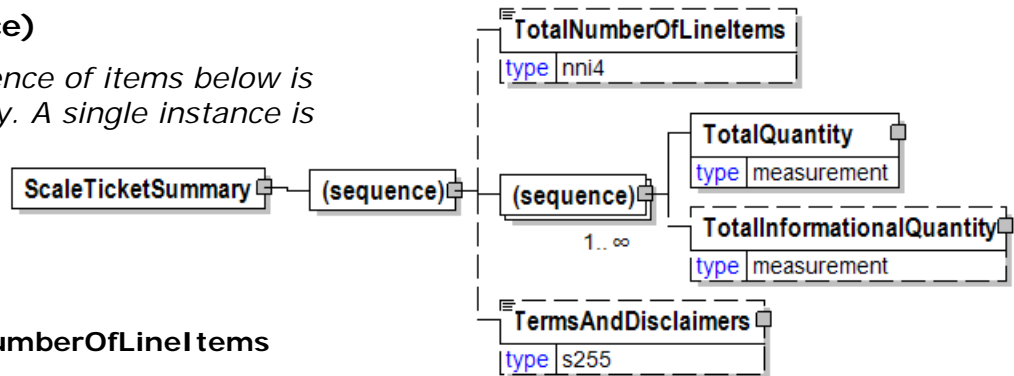 ce)
ence of items below is
y. A single instance is
ScaleTicketSummary
(sequence)
TotalNumberOfLineItems
type nni4
(sequence)
1.. ∞
TotalQuantity
type measurement
TotalInformationalQuantity
type measurement
TermsAndDisclaimers
type s255
umberOfLineItems